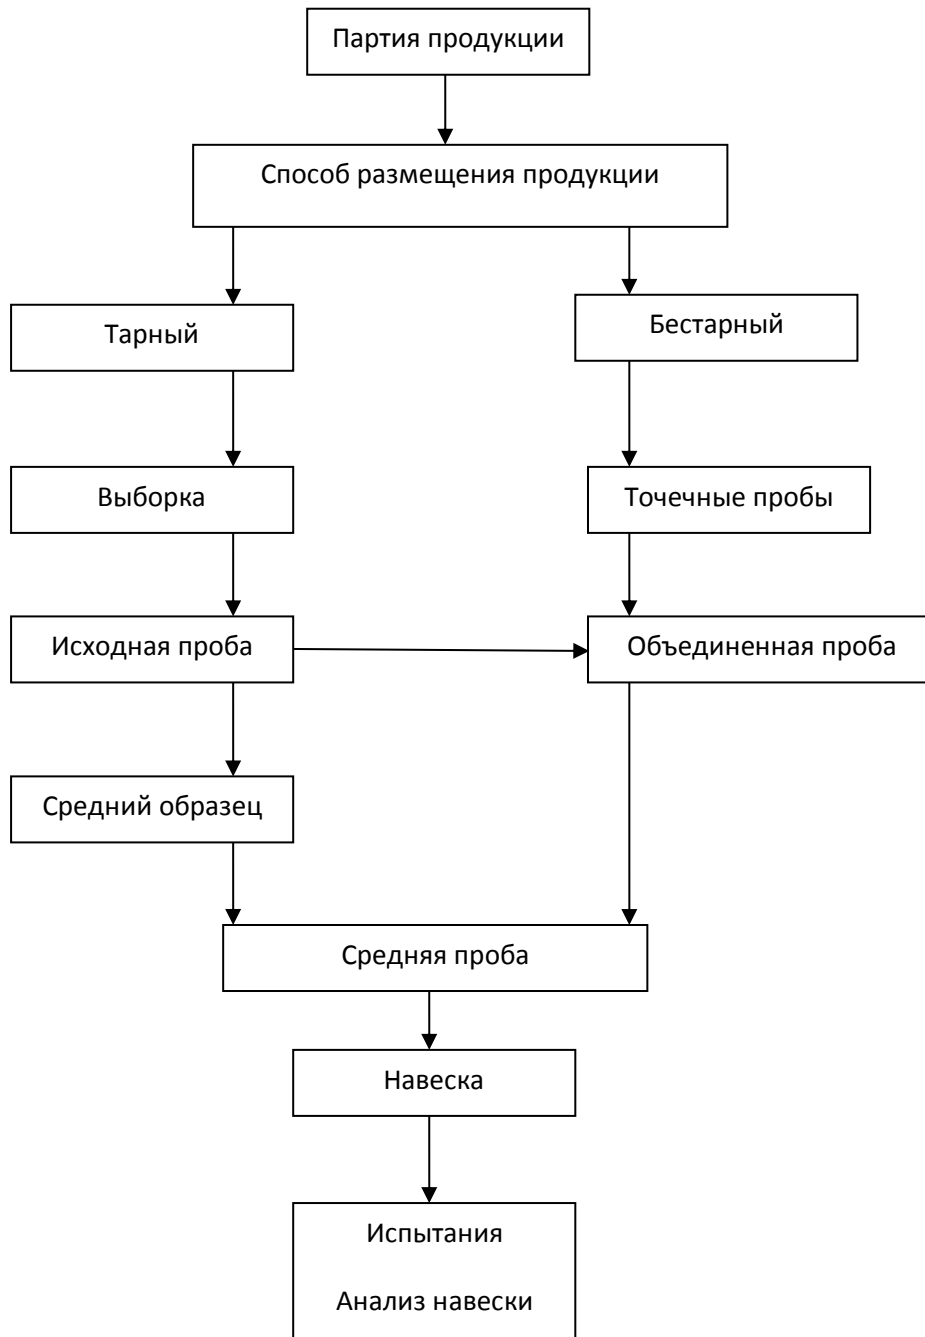 Партия продукции
Способ размещения продукции
Тарный
Бестарный
Выборка
Точечные пробы
Исходная проба
Объединенная проба
Средний образец
Средняя проба
Навеска
Испытания
Анализ навески